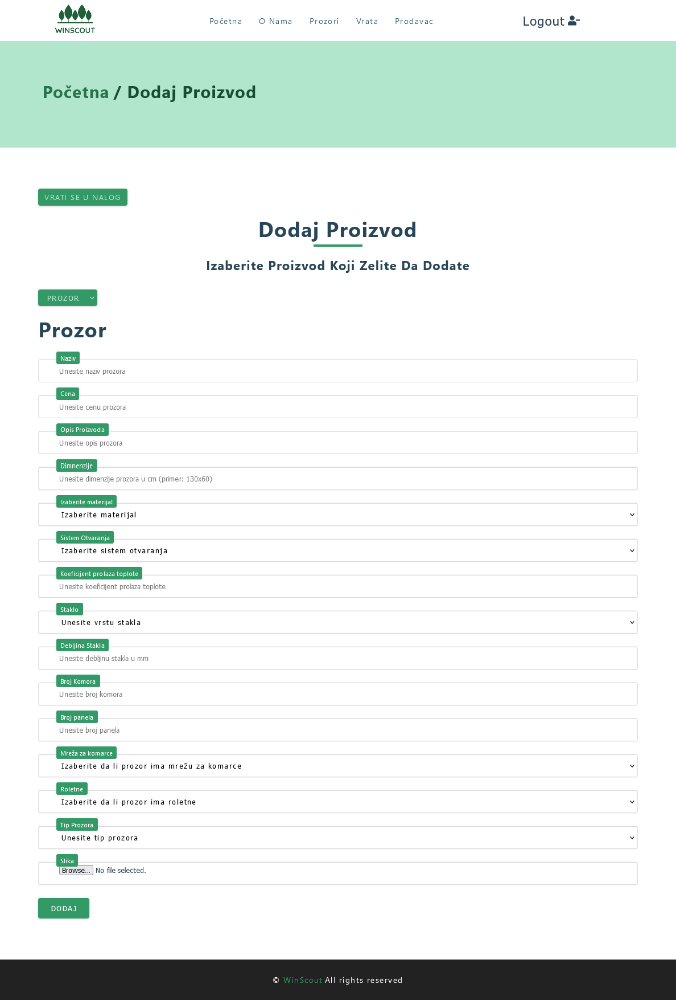 WINSCOUT
Početna O Nama Prozori Vrata Prodavac Logout
Početna / Dodaj Proizvod
VRATI SE U NALOG
Dodaj Proizvod
Izaberite Proizvod Koji Zelite Da Dodate
PROZOR
Prozor
Naziv
Unesite naziv prozora
Cena
Unesite cenu prozora
Opis Proizvoda
Unesite opis prozora
Dimnenzije
Unesite dimenzije prozora u cm (primer: 130x60)
Izaberite materijal
Izaberite materijal
Sistem Otvaranja
Izaberite sistem otvaranja
Koeficijent prolaza toplote
Unesite koeficijent prolaza toplote
Staklo
Unesite vrstu stakla
Debljina Stakla
Unesite debljinu stakla u mm
Broj Komora
Unesite broj komora
Broj panela
Unesite broj panela
Mreža za komarce
Izaberite da li prozor ima mrežu za komarce
Roletne
Izaberite da li prozor ima roletne
Tip Prozora
Unesite tip prozora
Slika
Browse... No file selected.
DODAJ
© WinScout All rights reserved